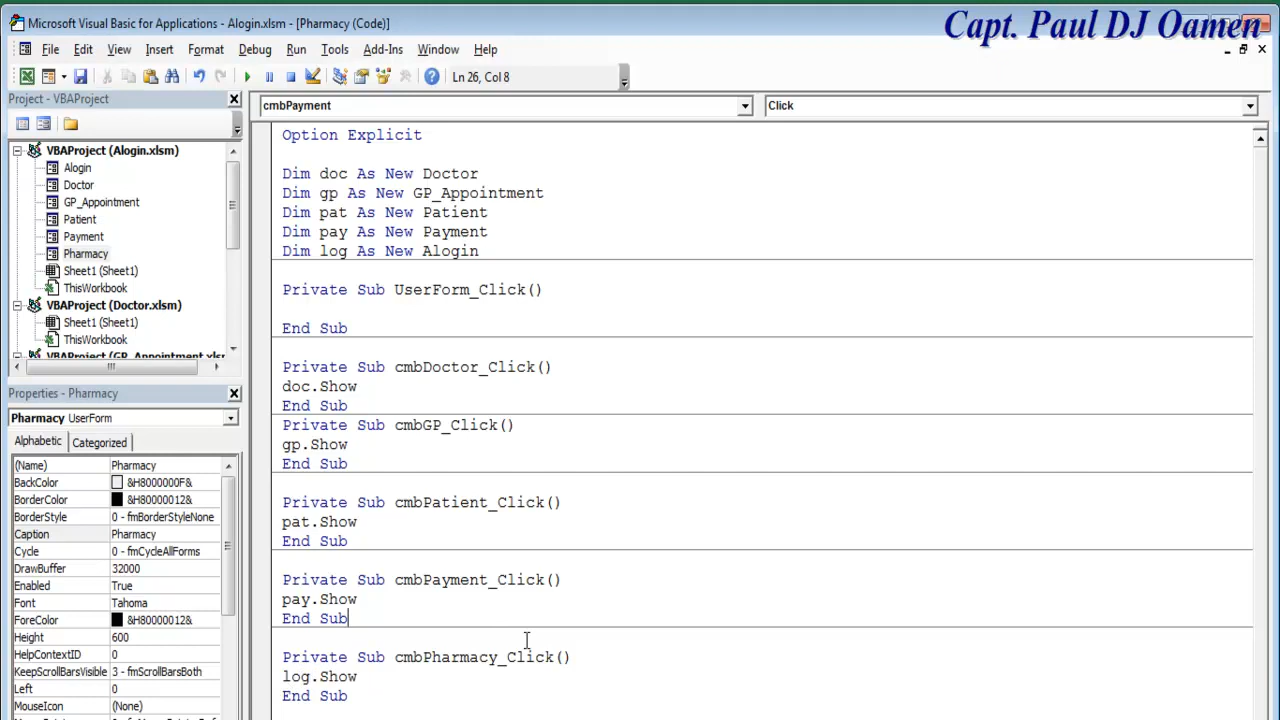 Microsoft Visual Basic for Applications - Alogin.xlsm - [Pharmacy (Code)]
Capt. Paul DJ Oamen
File Edit View Insert Format Debug Run Tools Add-Ins Window Help
Ln 26, Col 8
Project - VBAProject
VBAProject (Alogin.xlsm)
Alogin
Doctor
GP_Appointment
Patient
Payment
Pharmacy
Sheet1 (Sheet1)
ThisWorkbook
VBAProject (Doctor.xlsm)
Sheet1 (Sheet1)
ThisWorkbook
Properties - Pharmacy
Pharmacy UserForm
Alphabetic Categorized
(Name) Pharmacy
BackColor &H8000000F&
BorderColor &H80000012&
BorderStyle 0 - fmBorderStyleNone
Caption Pharmacy
Cycle 0 - fmCycleAllForms
DrawBuffer 32000
Enabled True
Font Tahoma
ForeColor &H80000012&
Height 600
HelpContextID 0
KeepScrollBarsVisible 3 - fmScrollBarsBoth
Left 0
MouseIcon (None)
cmbPayment Click
Option Explicit
Dim doc As New Doctor
Dim gp As New GP_Appointment
Dim pat As New Patient
Dim pay As New Payment
Dim log As New Alogin
Private Sub UserForm_Click()
End Sub
Private Sub cmbDoctor_Click()
doc.Show
End Sub
Private Sub cmbGP_Click()
gp.Show
End Sub
Private Sub cmbPatient_Click()
pat.Show
End Sub
Private Sub cmbPayment_Click()
pay.Show
End Sub
Private Sub cmbPharmacy_Click()
log.Show
End Sub